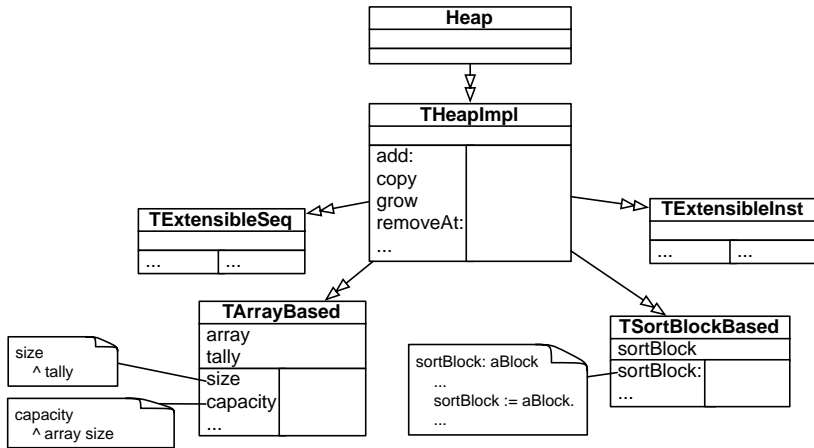 Heap
THeapImpl
add:
copy
grow
removeAt:
...
TExtensibleSeq
... ...
TExtensibleInst
... ...
TArrayBased
array
tally
size
capacity
...
size
^ tally
capacity
^ array size
TSortBlockBased
sortBlock
sortBlock:
...
sortBlock: aBlock
...
sortBlock := aBlock.
...